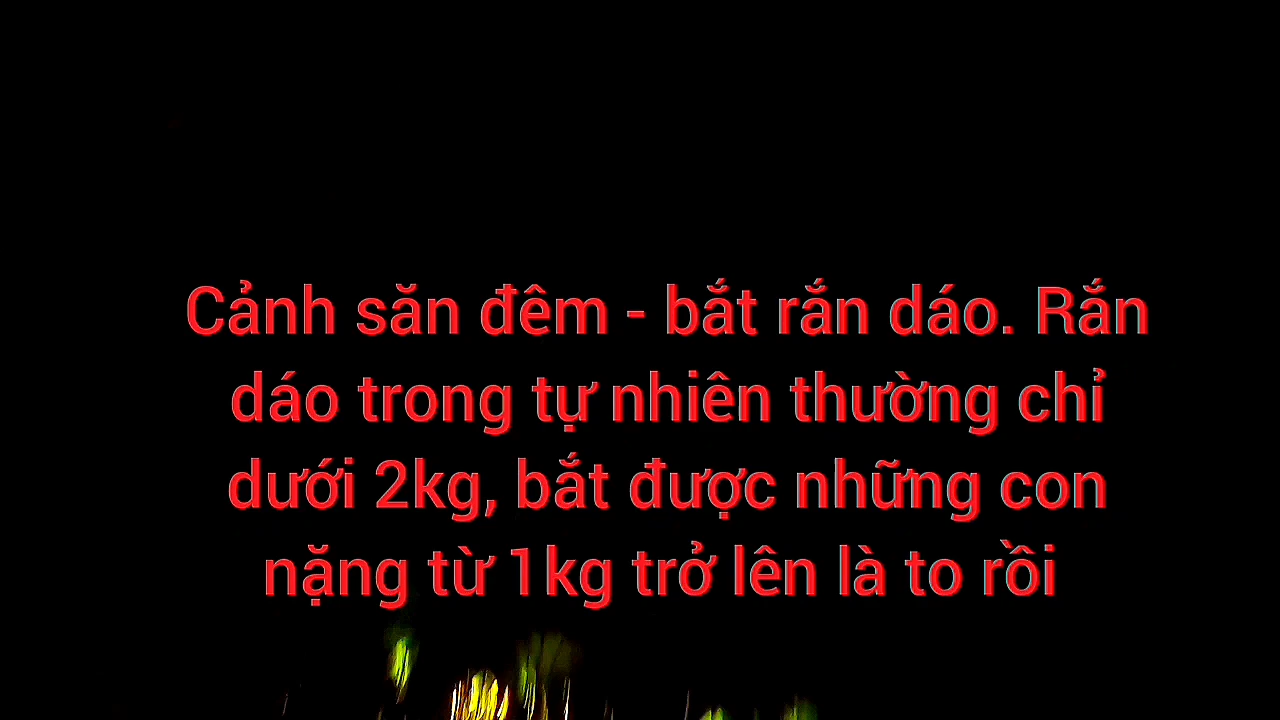 Cảnh săn đêm - bắt rắn dáo. Rắn
dáo trong tự nhiên thường chỉ
dưới 2kg, bắt được những con
nặng từ 1kg trở lên là to rồi